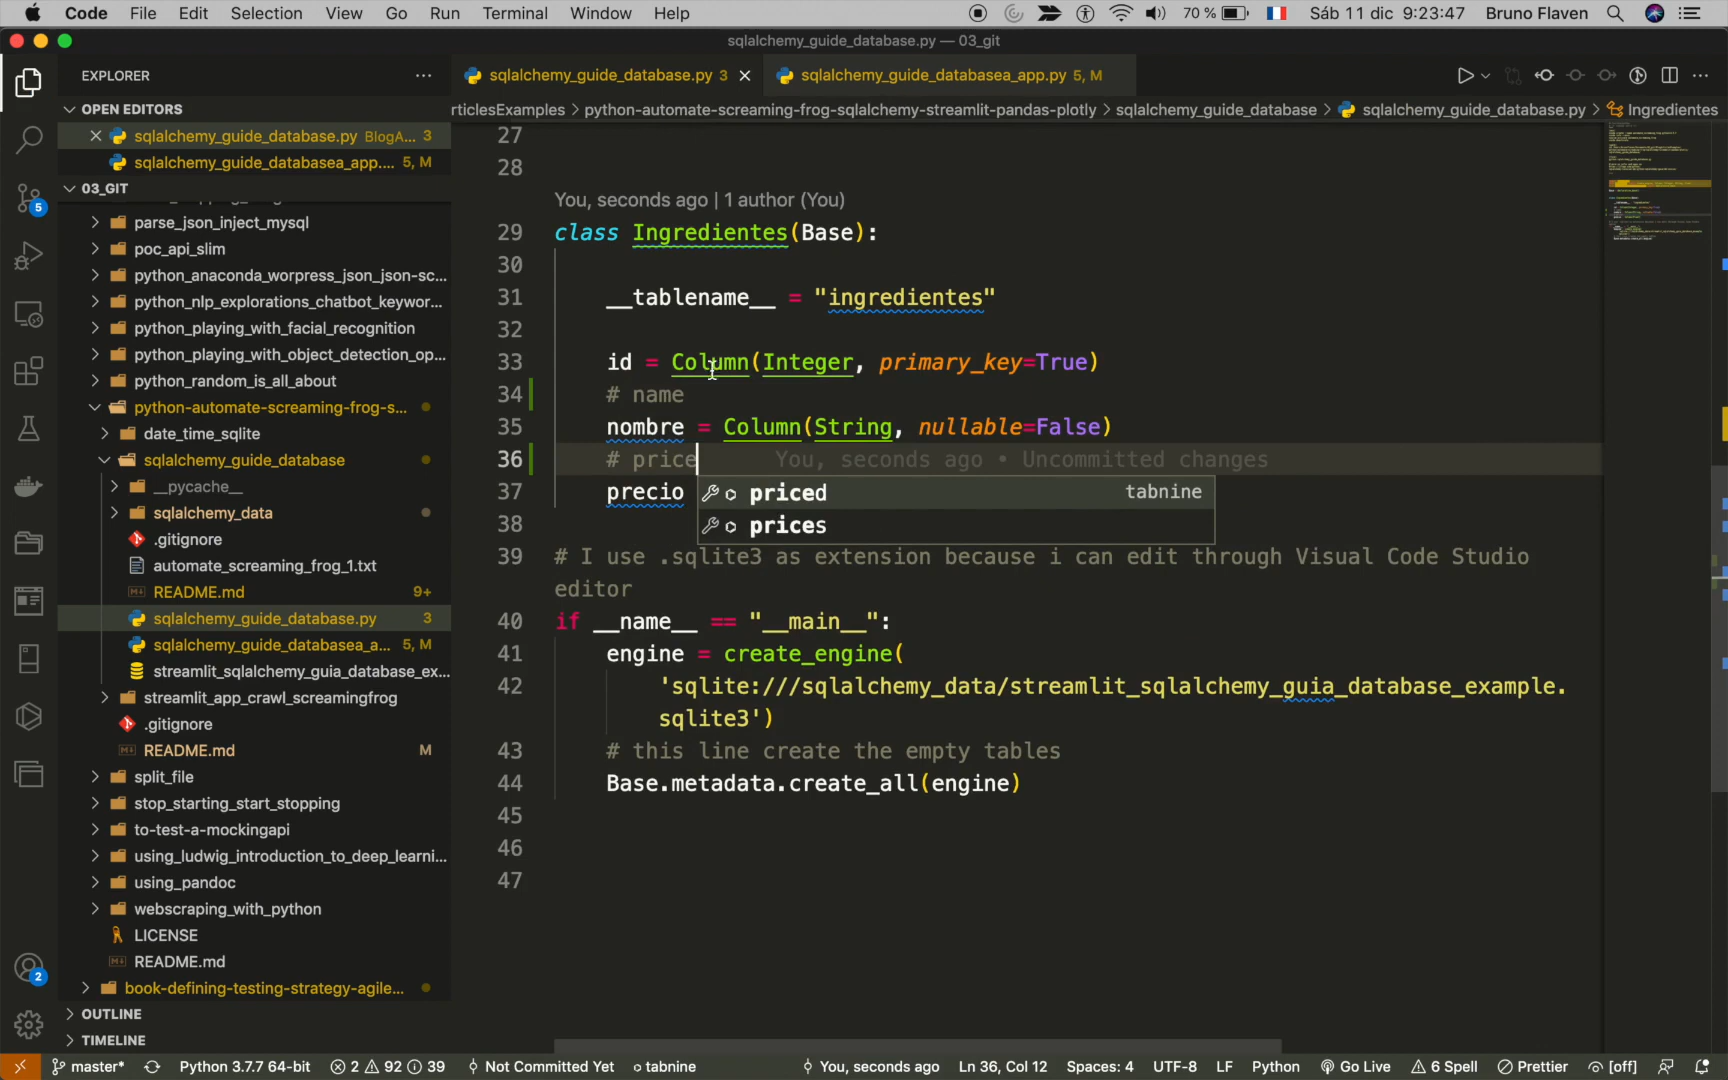 Code File Edit Selection View Go Run Terminal Window Help 70 % Sáb 11 dic 9:23:47 Bruno Flaven
sqlalchemy_guide_database.py — 03_git
EXPLORER
sqlalchemy_guide_database.py 3
sqlalchemy_guide_databasea_app.py 5, M
OPEN EDITORS
rticlesExamples > python-automate-screaming-frog-sqlalchemy-streamlit-pandas-plotly > sqlalchemy_guide_database > sqlalchemy_guide_database.py > Ingredientes
sqlalchemy_guide_database.py BlogA... 3
sqlalchemy_guide_databasea_app.... 5, M
03_GIT
parse_json_inject_mysql
poc_api_slim
python_anaconda_worpress_json_json-sc...
python_nlp_explorations_chatbot_keywor...
python_playing_with_facial_recognition
python_playing_with_object_detection_op...
python_random_is_all_about
python-automate-screaming-frog-s...
date_time_sqlite
sqlalchemy_guide_database
__pycache__
sqlalchemy_data
.gitignore
automate_screaming_frog_1.txt
README.md 9+
sqlalchemy_guide_database.py 3
sqlalchemy_guide_databasea_a... 5, M
streamlit_sqlalchemy_guia_database_ex...
streamlit_app_crawl_screamingfrog
.gitignore
README.md M
split_file
stop_starting_start_stopping
to-test-a-mockingapi
using_ludwig_introduction_to_deep_learni...
using_pandoc
webscraping_with_python
LICENSE
README.md
book-defining-testing-strategy-agile...
OUTLINE
TIMELINE
5
2
27
28
You, seconds ago | 1 author (You)
29 class Ingredientes(Base):
30
31 __tablename__ = "ingredientes"
32
33 id = Column(Integer, primary_key=True)
34 # name
35 nombre = Column(String, nullable=False)
36 # price You, seconds ago • Uncommitted changes
37 precio
priced tabnine
prices
38
39 # I use .sqlite3 as extension because i can edit through Visual Code Studio
editor
40 if __name__ == "__main__":
41 engine = create_engine(
42 'sqlite:///sqlalchemy_data/streamlit_sqlalchemy_guia_database_example.
sqlite3')
43 # this line create the empty tables
44 Base.metadata.create_all(engine)
45
46
47
master* Python 3.7.7 64-bit 2 92 39 Not Committed Yet tabnine You, seconds ago Ln 36, Col 12 Spaces: 4 UTF-8 LF Python Go Live 6 Spell Prettier [off]